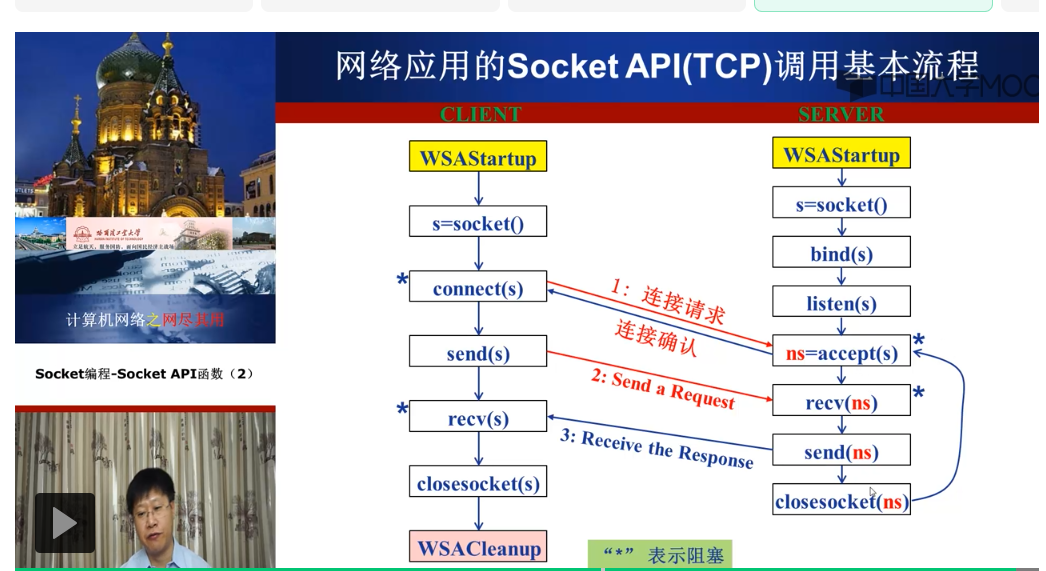 网络应用的Socket API(TCP)调用基本流程
中国大学MOO
CLIENT
SERVER
WSAStartup
s=socket()
* connect(s)
send(s)
* recv(s)
closesocket(s)
WSACleanup
1：连接请求
连接确认
2: Send a Request
3: Receive the Response
WSAStartup
s=socket()
bind(s)
listen(s)
ns=accept(s) *
recv(ns) *
send(ns)
closesocket(ns)
“*” 表示阻塞
哈尔滨工业大学
计算机网络之网尽其用
Socket编程-Socket API函数（2）